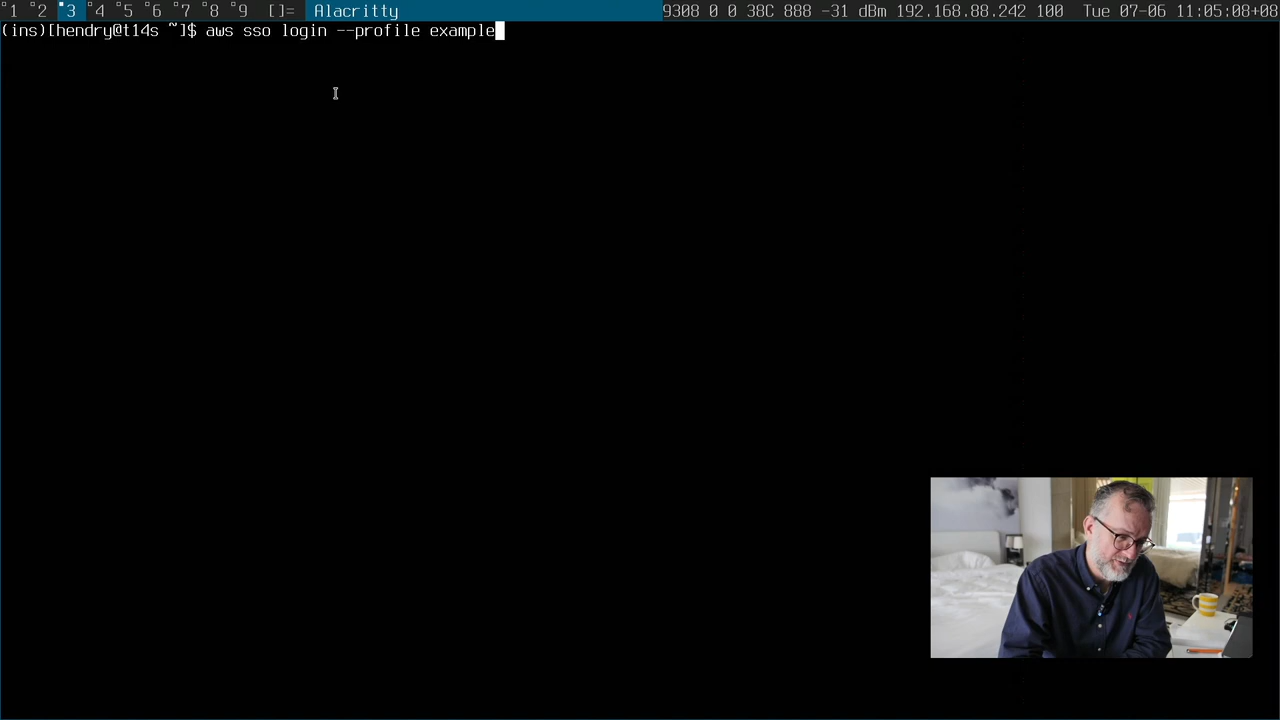 1 2 3 4 5 6 7 8 9 []= Alacritty 9308 0 0 38C 888 -31 dBm 192.168.88.242 100 Tue 07-06 11:05:08+08
(ins)[hendry@t14s ~]$ aws sso login --profile example